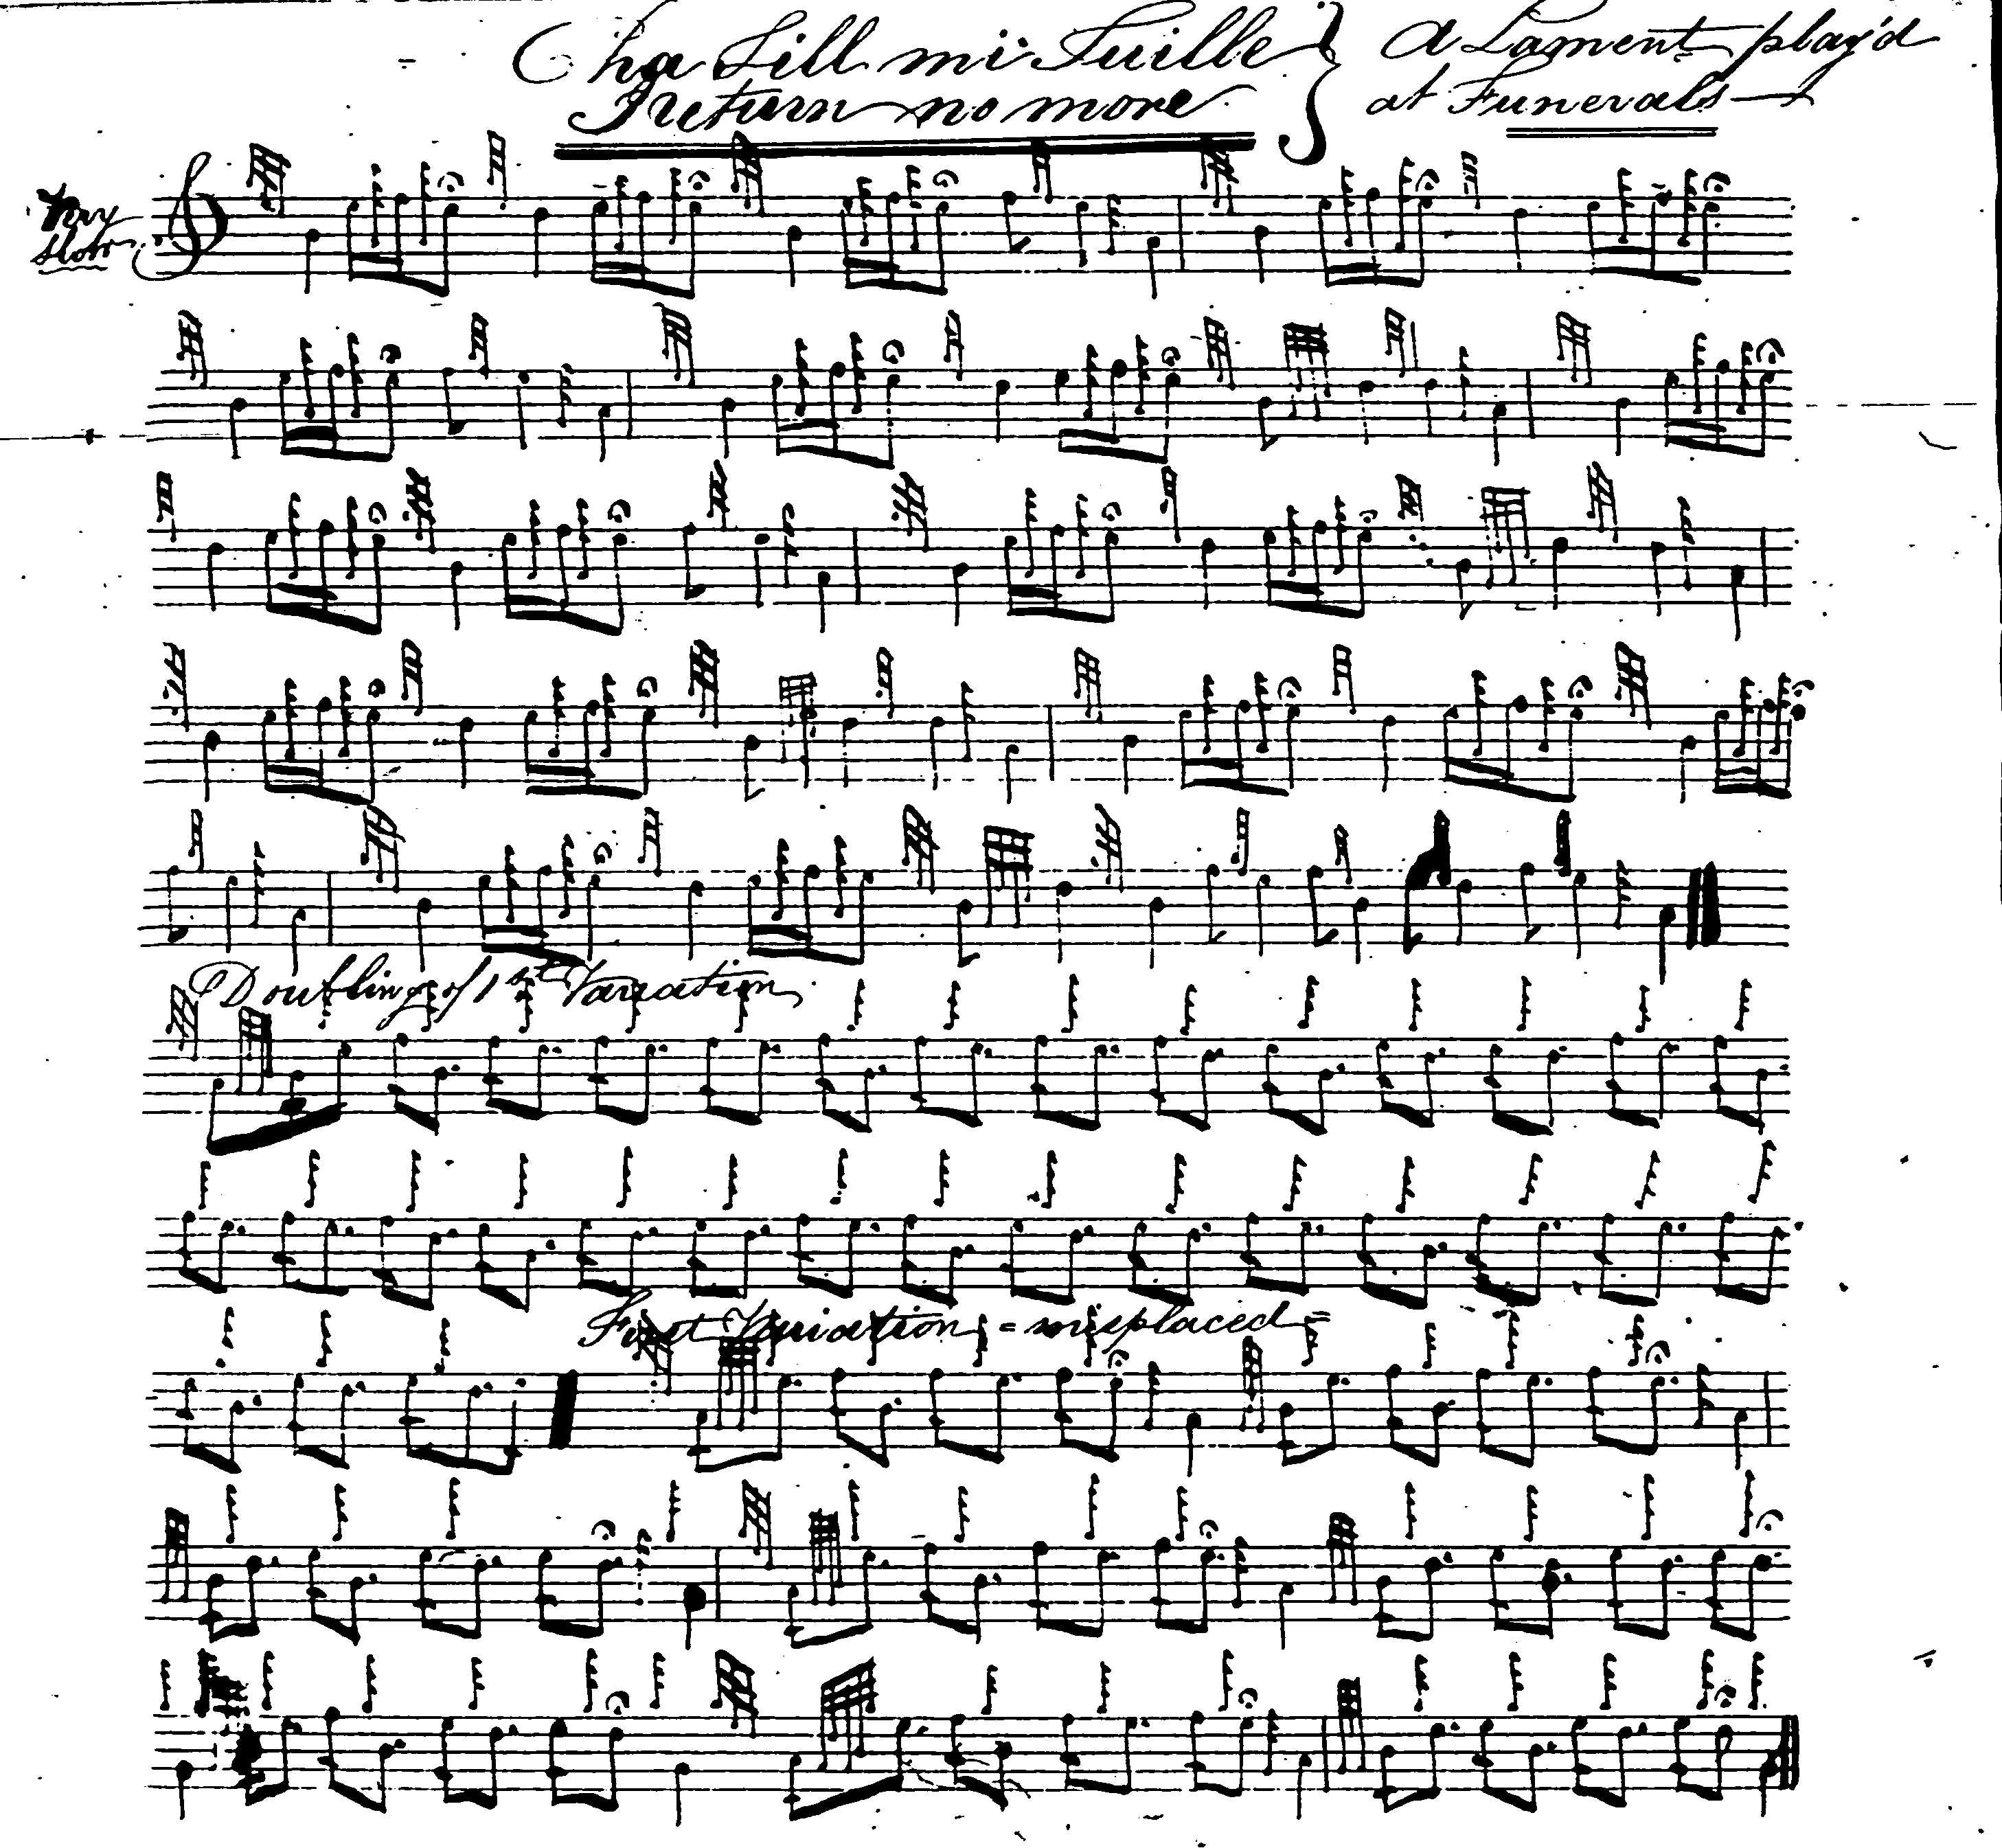 Cha till mi Tuille
I return no more
A Lament play'd
at Funerals
Very
slow
Doubling of 1st Variation
First Variation = misplaced =